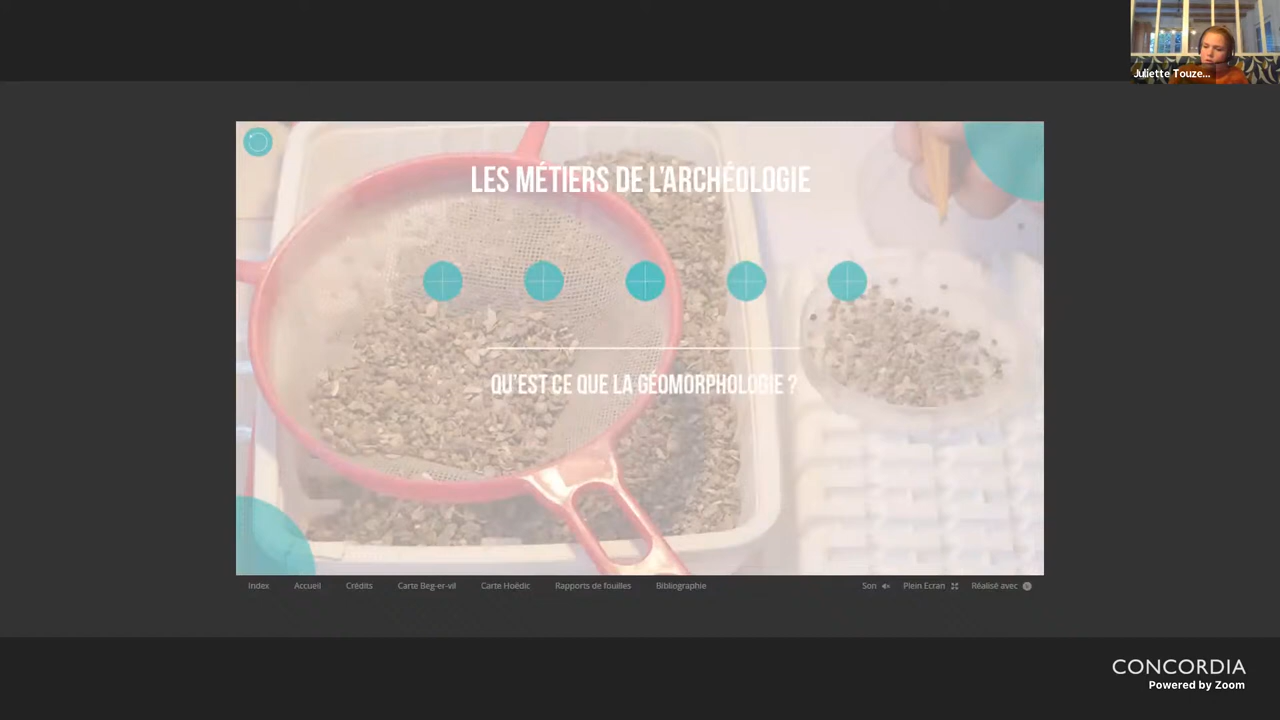 Juliette Touze...
LES MÉTIERS DE L'ARCHÉOLOGIE
QU'EST CE QUE LA GÉOMORPHOLOGIE ?
Index Accueil Crédits Carte Beg-er-vil Carte Hoëdic Rapports de fouilles Bibliographie Son Plein Ecran Réalisé avec
CONCORDIA
Powered by Zoom